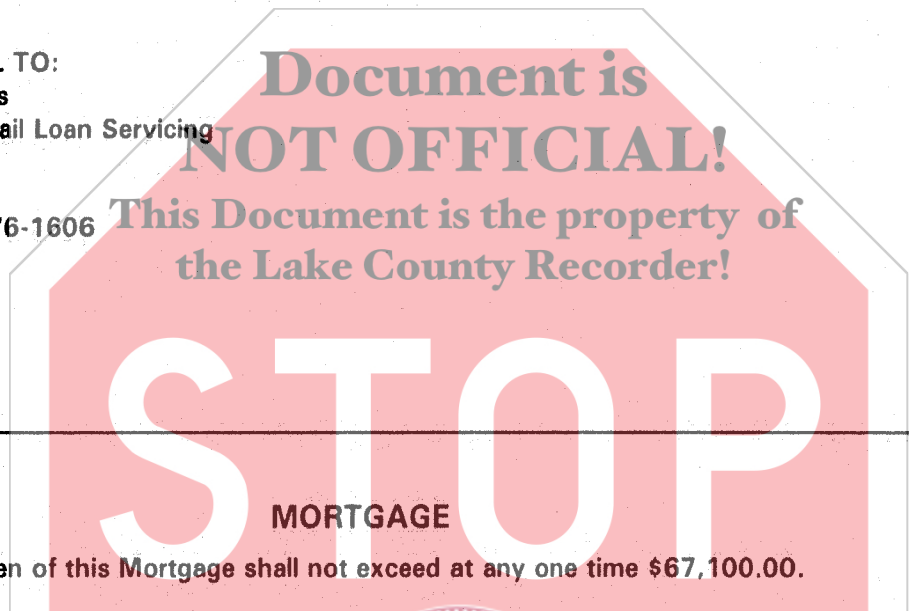 Document is
. TO:
s
ail Loan Servicing
NOT OFFICIAL!
This Document is the property of
6-1606
the Lake County Recorder!
STOP
MORTGAGE
en of this Mortgage shall not exceed at any one time $67,100.00.